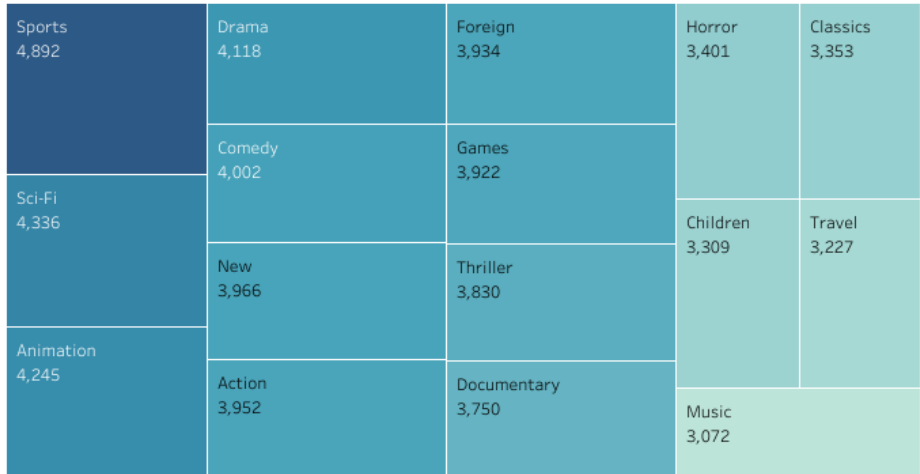 Sports
4,892
Sci-Fi
4,336
Animation
4,245
Drama
4,118
Comedy
4,002
New
3,966
Action
3,952
Foreign
3,934
Games
3,922
Thriller
3,830
Documentary
3,750
Horror
3,401
Classics
3,353
Children
3,309
Travel
3,227
Music
3,072